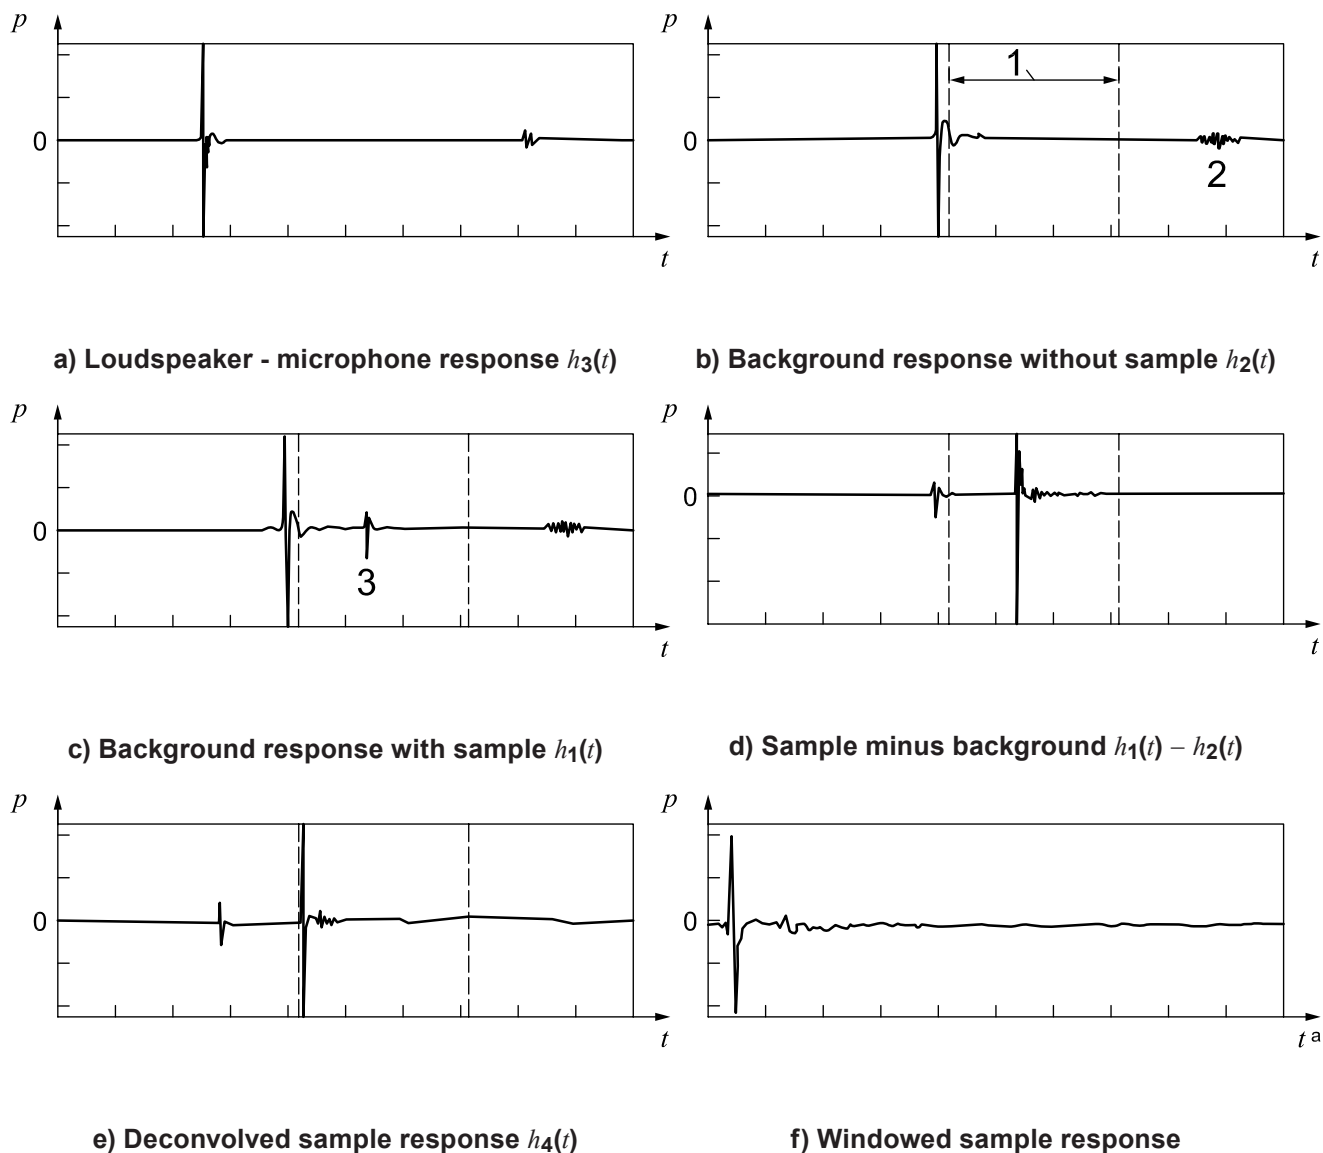 p
p
1
0
0
2
t
t
a) Loudspeaker - microphone response h3(t)
b) Background response without sample h2(t)
p
p
0
0
3
t
t
c) Background response with sample h1(t)
d) Sample minus background h1(t) – h2(t)
p
p
0
0
t
t a
e) Deconvolved sample response h4(t)
f) Windowed sample response